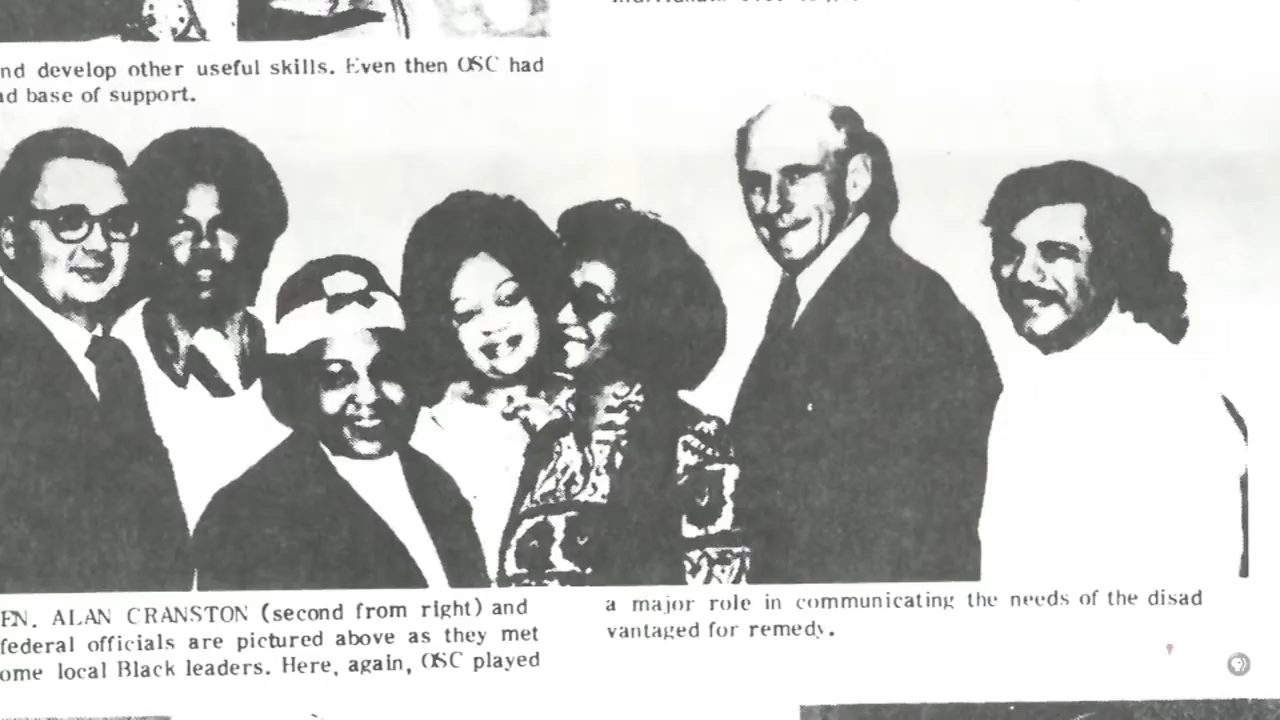 nd develop other useful skills. Even then OSC had
d base of support.
EN. ALAN CRANSTON (second from right) and
federal officials are pictured above as they met
ome local Black leaders. Here, again, OSC played
a major role in communicating the needs of the disad
vantaged for remedy.